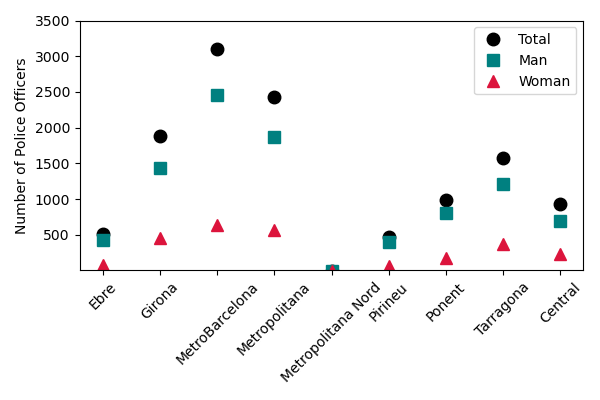 3500
3000
2500
2000
1500
1000
500
Number of Police Officers
Total
Man
Woman
Ebre
Girona
MetroBarcelona
Metropolitana
Metropolitana Nord
Pirineu
Ponent
Tarragona
Central